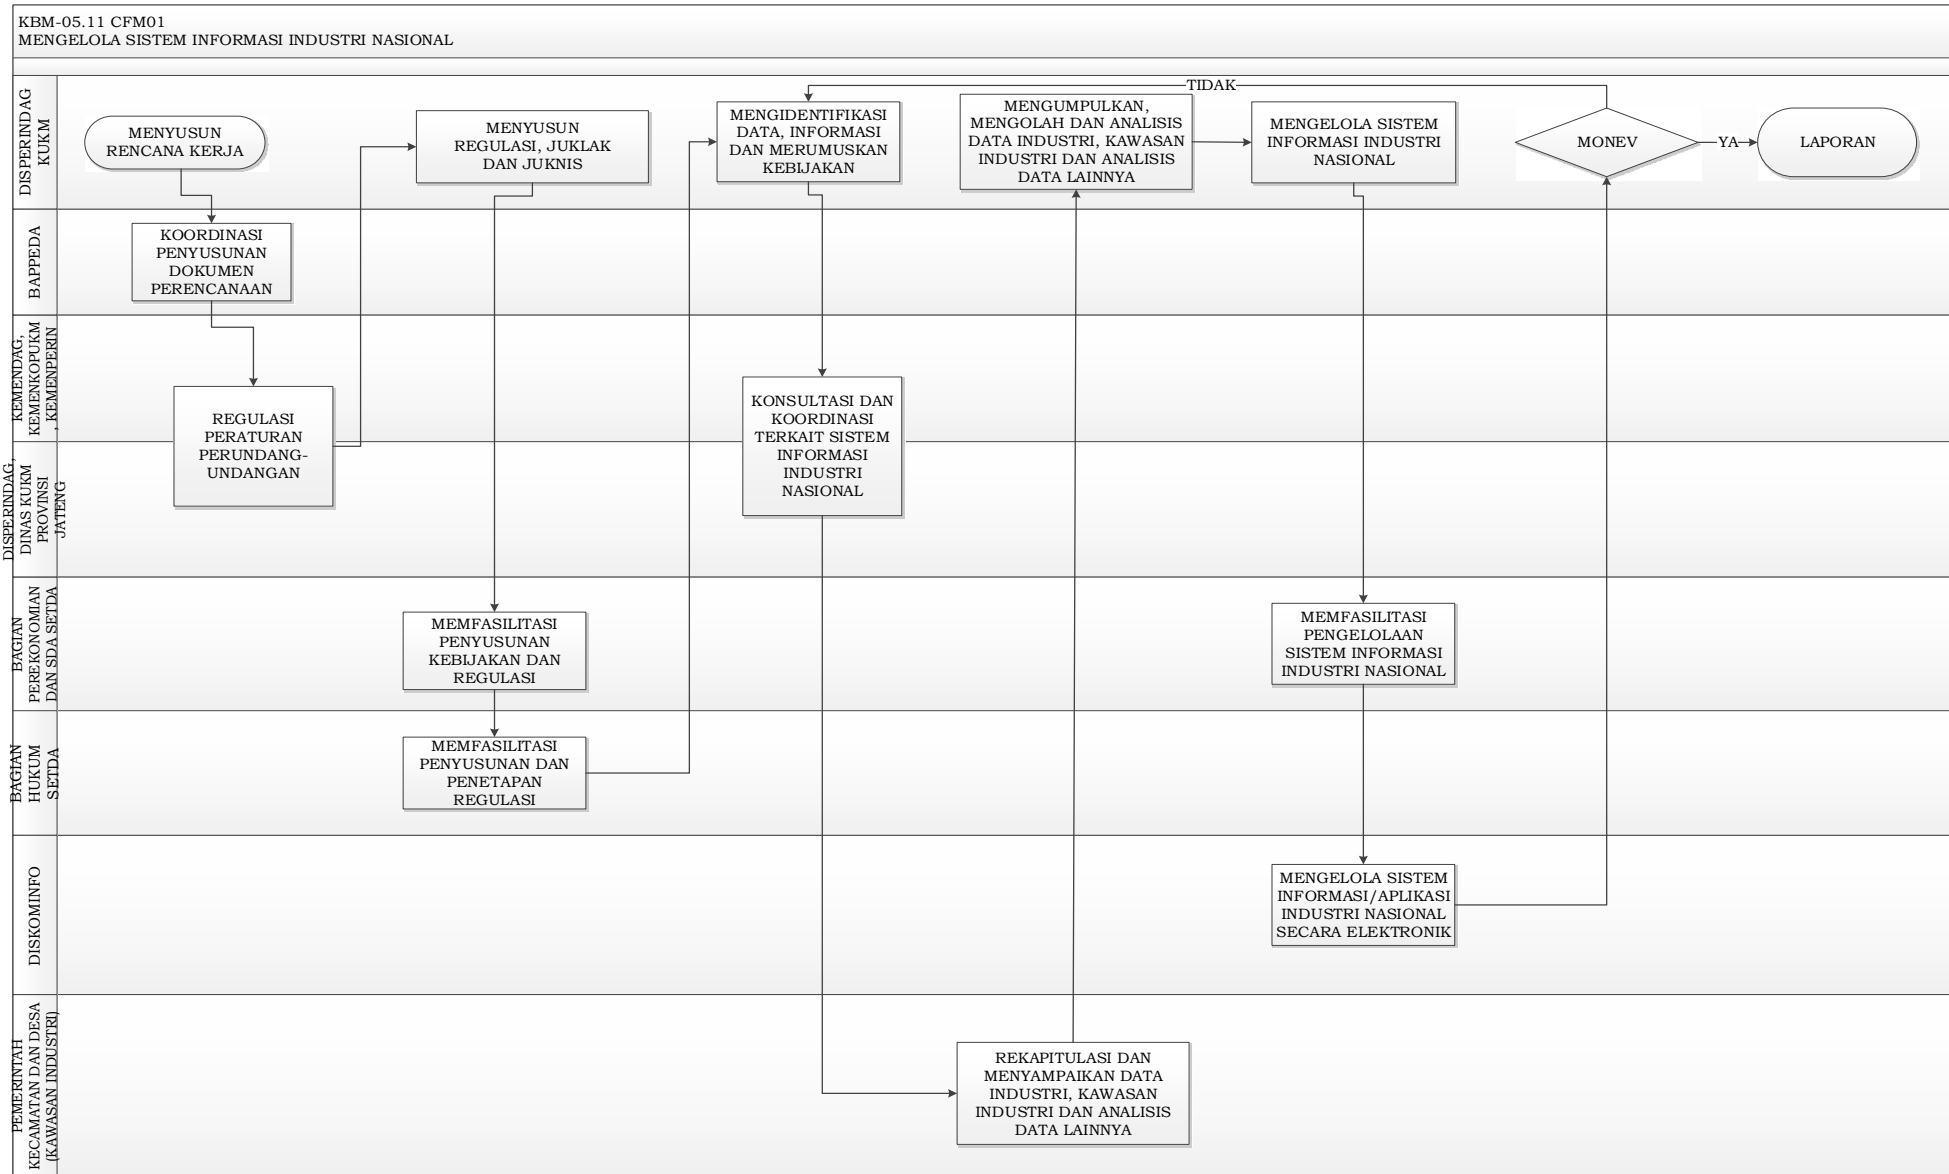 KBM-05.11 CFM01
MENGELOLA SISTEM INFORMASI INDUSTRI NASIONAL
DISPERINDAG
KUKM
MENYUSUN
RENCANA KERJA
MENYUSUN
REGULASI, JUKLAK
DAN JUKNIS
MENGIDENTIFIKASI
DATA, INFORMASI
DAN MERUMUSKAN
KEBIJAKAN
MENGUMPULKAN,
MENGOLAH DAN ANALISIS
DATA INDUSTRI, KAWASAN
INDUSTRI DAN ANALISIS
DATA LAINNYA
TIDAK
MENGELOLA SISTEM
INFORMASI INDUSTRI
NASIONAL
MONEV
YA
LAPORAN
BAPPEDA
KOORDINASI
PENYUSUNAN
DOKUMEN
PERENCANAAN
KEMENDAG,
KEMENKOPUKM
, KEMENPERIN
REGULASI
PERATURAN
PERUNDANG-
UNDANGAN
KONSULTASI DAN
KOORDINASI
TERKAIT SISTEM
INFORMASI
INDUSTRI
NASIONAL
DISPERINDAG,
DINAS KUKM
PROVINSI
JATENG
BAGIAN
PEREKONOMIAN
DAN SDA SETDA
MEMFASILITASI
PENYUSUNAN
KEBIJAKAN DAN
REGULASI
MEMFASILITASI
PENGELOLAAN
SISTEM INFORMASI
INDUSTRI NASIONAL
BAGIAN
HUKUM
SETDA
MEMFASILITASI
PENYUSUNAN DAN
PENETAPAN
REGULASI
DISKOMINFO
MENGELOLA SISTEM
INFORMASI/APLIKASI
INDUSTRI NASIONAL
SECARA ELEKTRONIK
PEMERINTAH
KECAMATAN DAN DESA
(KAWASAN INDUSTRI)
REKAPITULASI DAN
MENYAMPAIKAN DATA
INDUSTRI, KAWASAN
INDUSTRI DAN ANALISIS
DATA LAINNYA